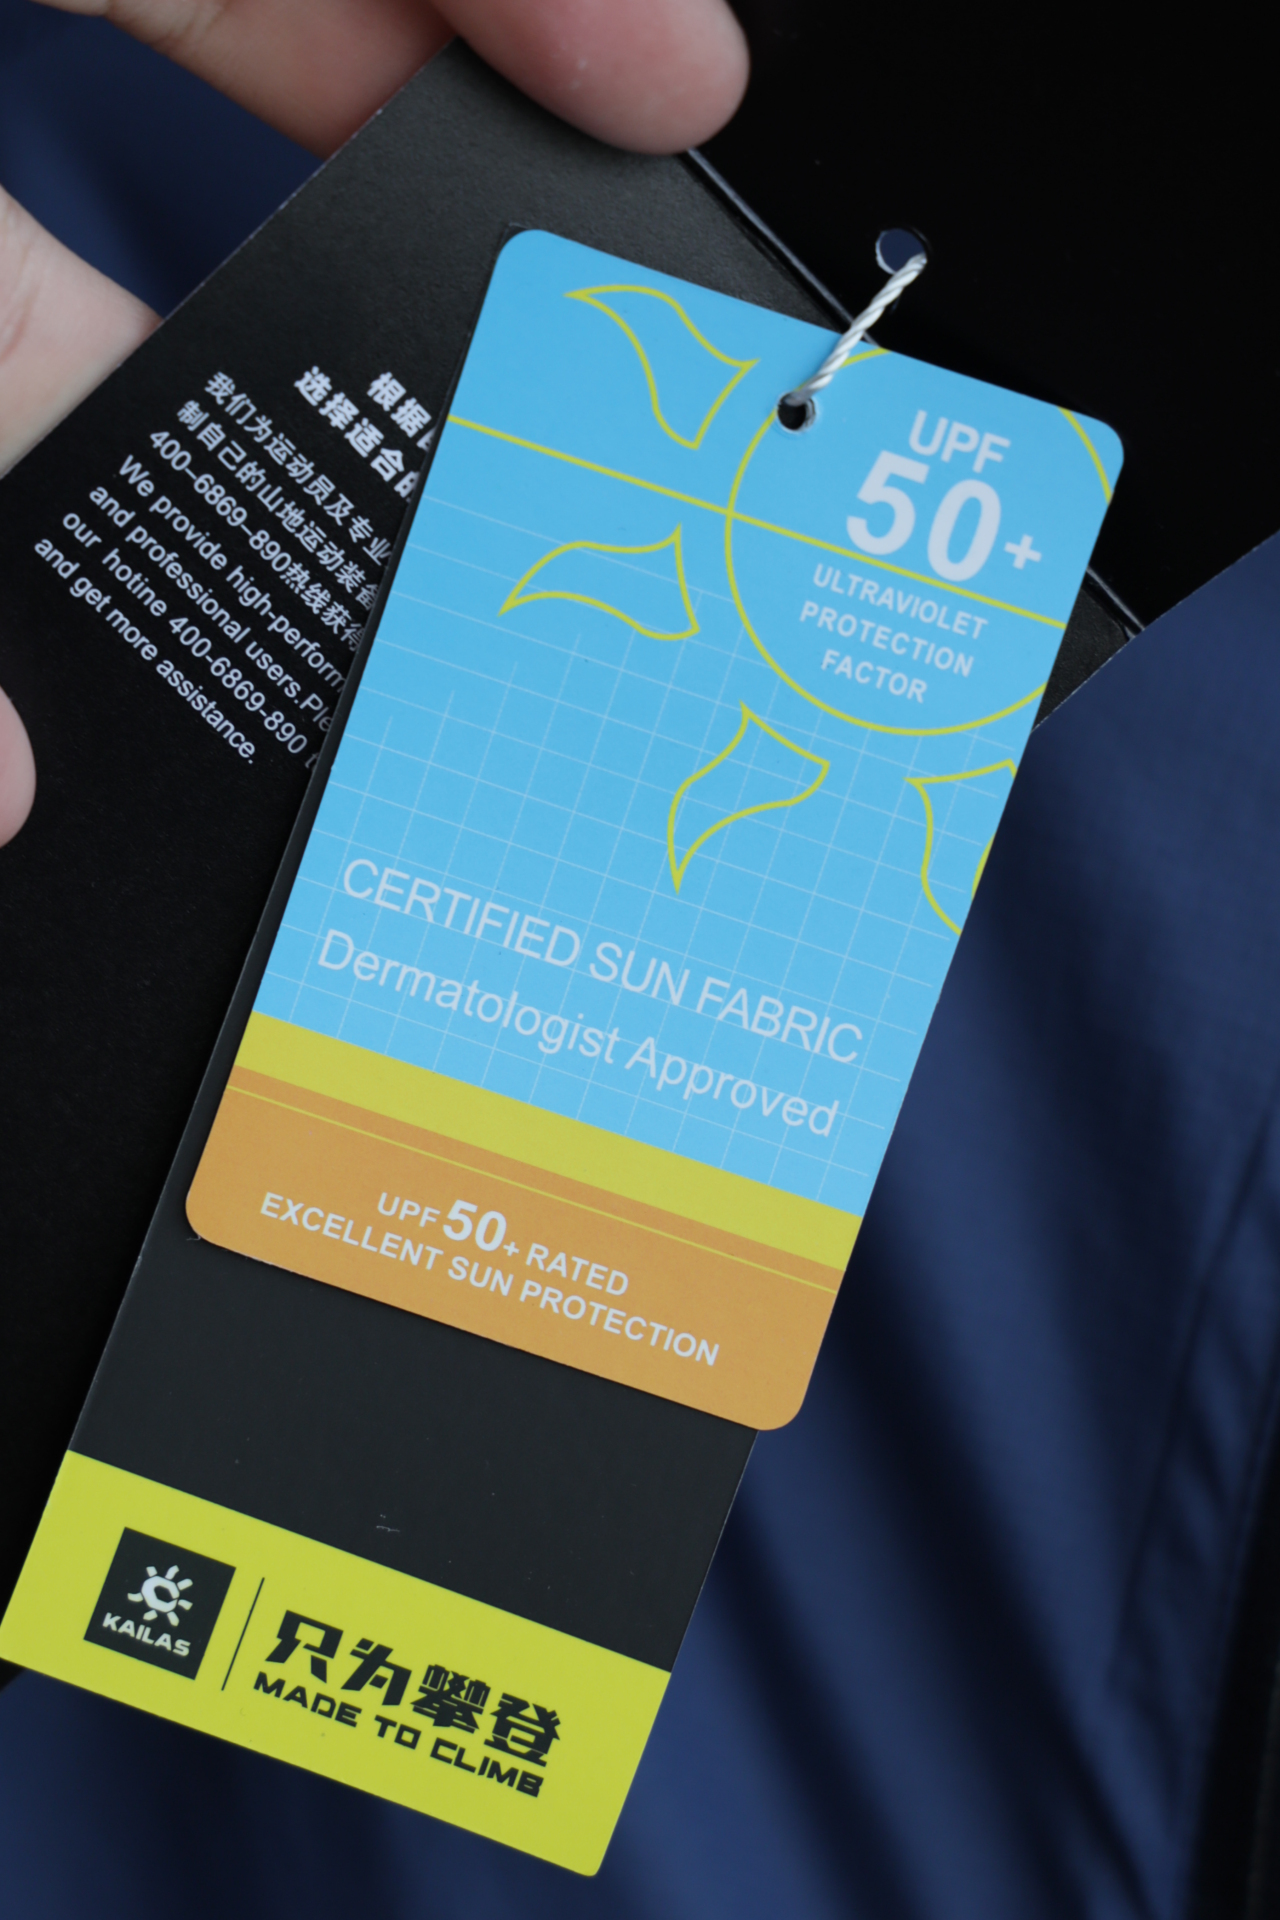 UPF
50+
ULTRAVIOLET
PROTECTION
FACTOR
CERTIFIED SUN FABRIC
Dermatologist Approved
UPF 50+ RATED
EXCELLENT SUN PROTECTION
根据
选择适合的
我们为运动员及专业
制自己的山地运动装备
400-6869-890热线获得
We provide high-perform
and professional users.Ple
our hotine 400-6869-890 t
and get more assistance.
KAILAS
只为攀登
MADE TO CLIMB